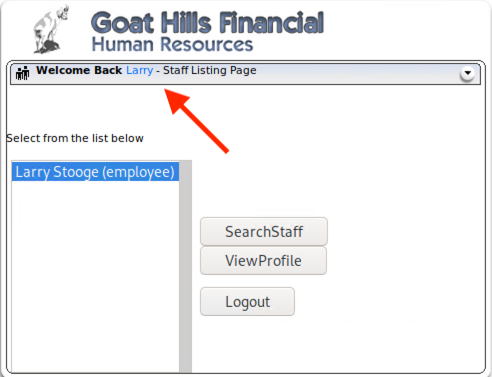 Goat Hills Financial
Human Resources
Welcome Back Larry - Staff Listing Page
Select from the list below
Larry Stooge (employee)
SearchStaff
ViewProfile
Logout